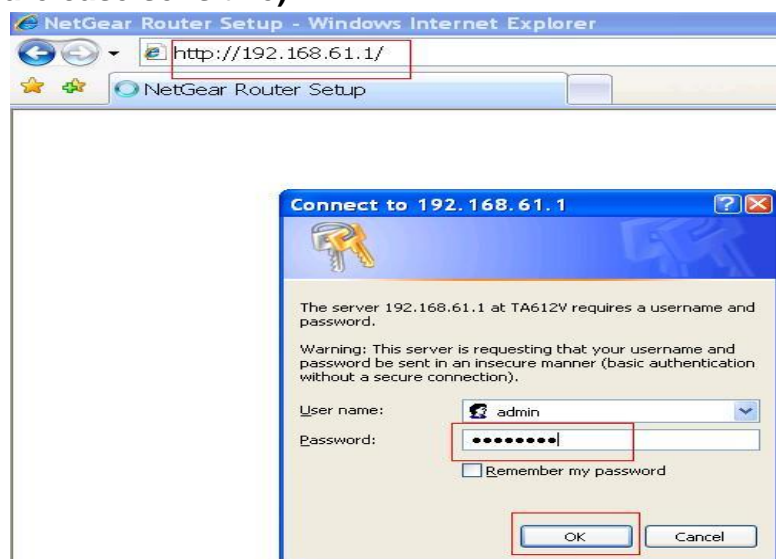 NetGear Router Setup - Windows Internet Explorer
http://192.168.61.1/
NetGear Router Setup
Connect to 192.168.61.1
The server 192.168.61.1 at TA612V requires a username and
password.
Warning: This server is requesting that your username and
password be sent in an insecure manner (basic authentication
without a secure connection).
User name:
admin
Password:
●●●●●●●●
Remember my password
OK
Cancel